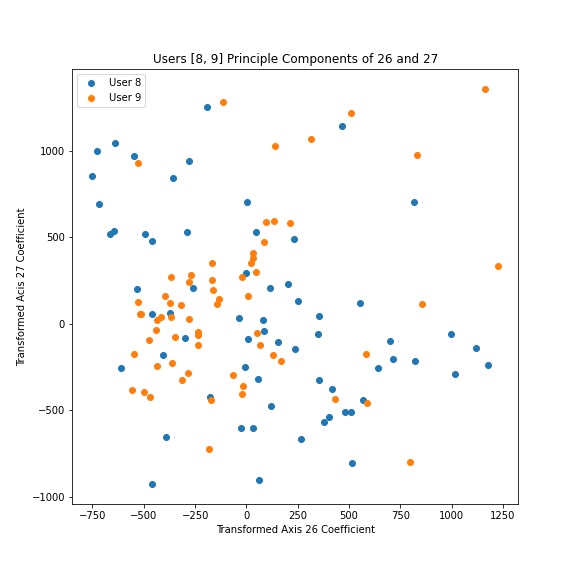 Users [8, 9] Principle Components of 26 and 27
User 8
User 9
1000
500
0
−500
−1000
Transformed Acis 27 Coefficient
−750
−500
−250
0
250
500
750
1000
1250
Transformed Axis 26 Coefficient